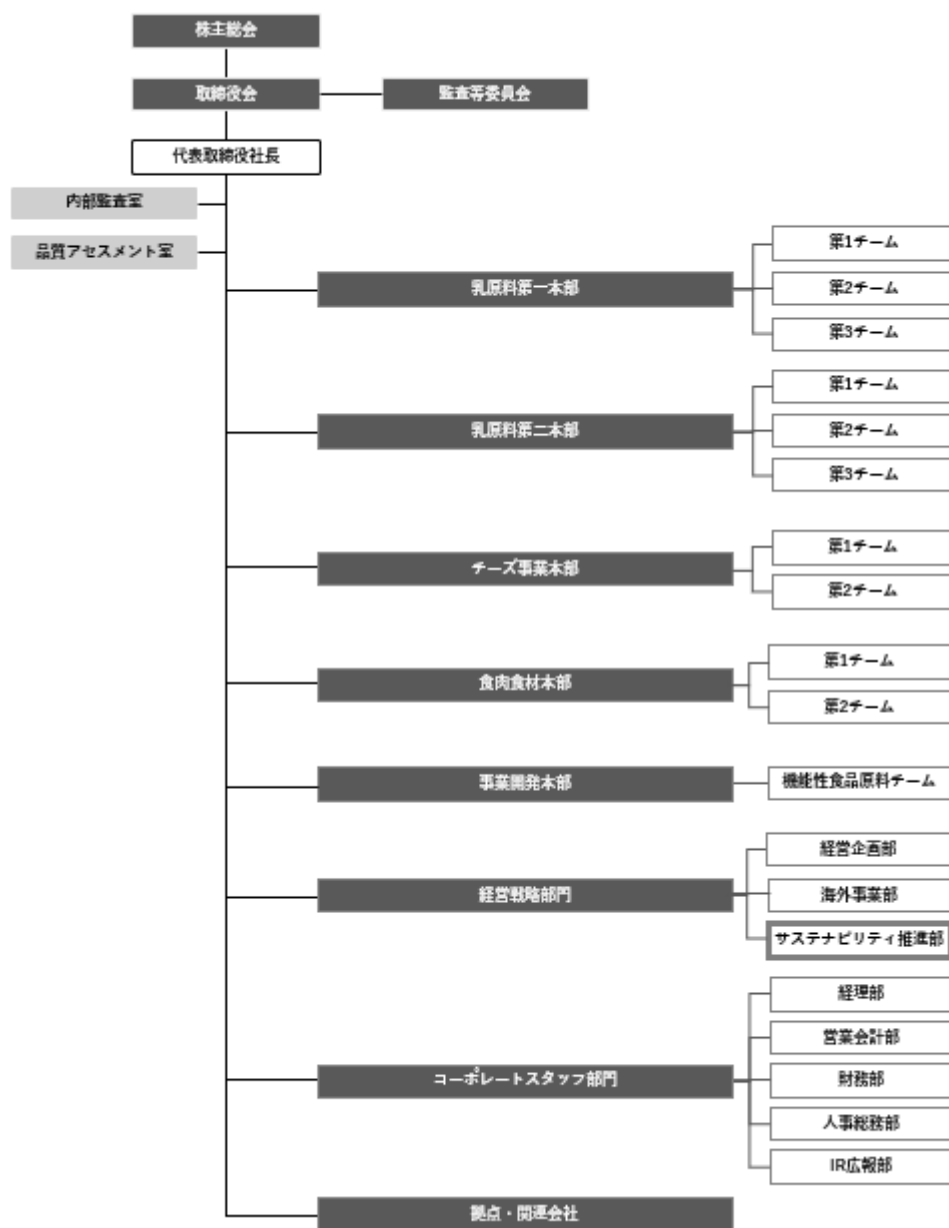 株主総会
取締役会
監査等委員会
代表取締役社長
内部監査室
品質アセスメント室
乳原料第一本部
第1チーム
第2チーム
第3チーム
乳原料第二本部
第1チーム
第2チーム
第3チーム
チーズ事業本部
第1チーム
第2チーム
食肉食材本部
第1チーム
第2チーム
事業開発本部
機能性食品原料チーム
経営戦略部門
経営企画部
海外事業部
サステナビリティ推進部
コーポレートスタッフ部門
経理部
営業会計部
財務部
人事総務部
IR広報部
拠点・関連会社